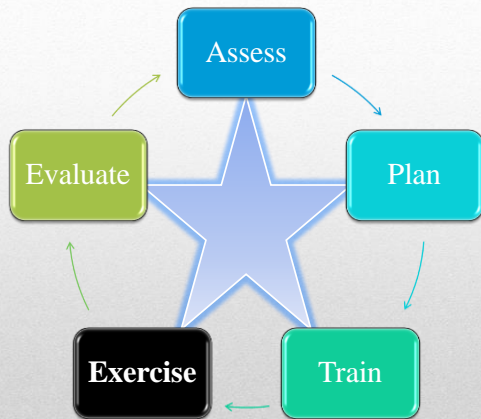 Assess
Plan
Train
Exercise
Evaluate